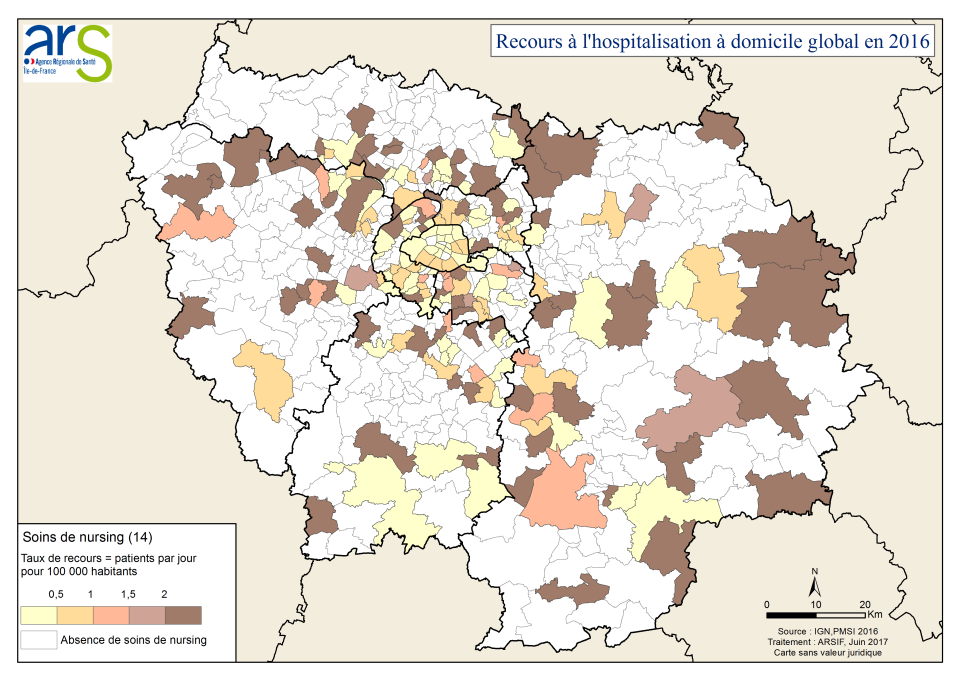 Recours à l'hospitalisation à domicile global en 2016
ars
Agence Régionale de Santé
Île-de-France
Soins de nursing (14)
Taux de recours = patients par jour
pour 100 000 habitants
0,5 1 1,5 2
Absence de soins de nursing
N
0 10 20
Km
Source : IGN,PMSI 2016
Traitement : ARSIF, Juin 2017
Carte sans valeur juridique